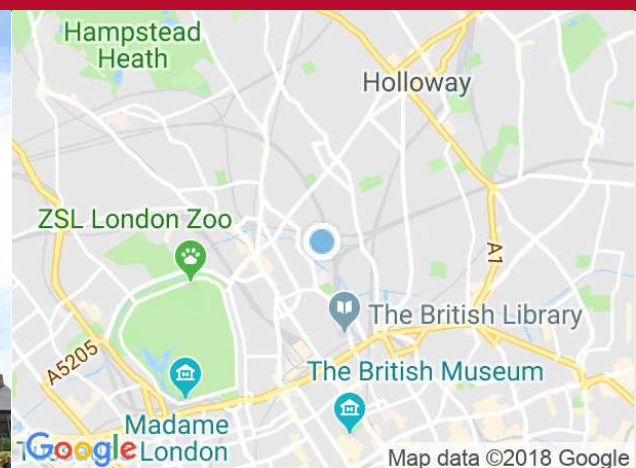 Hampstead
Heath
Holloway
ZSL London Zoo
A1
The British Library
A5205
The British Museum
Madame
London
Google
Map data ©2018 Google